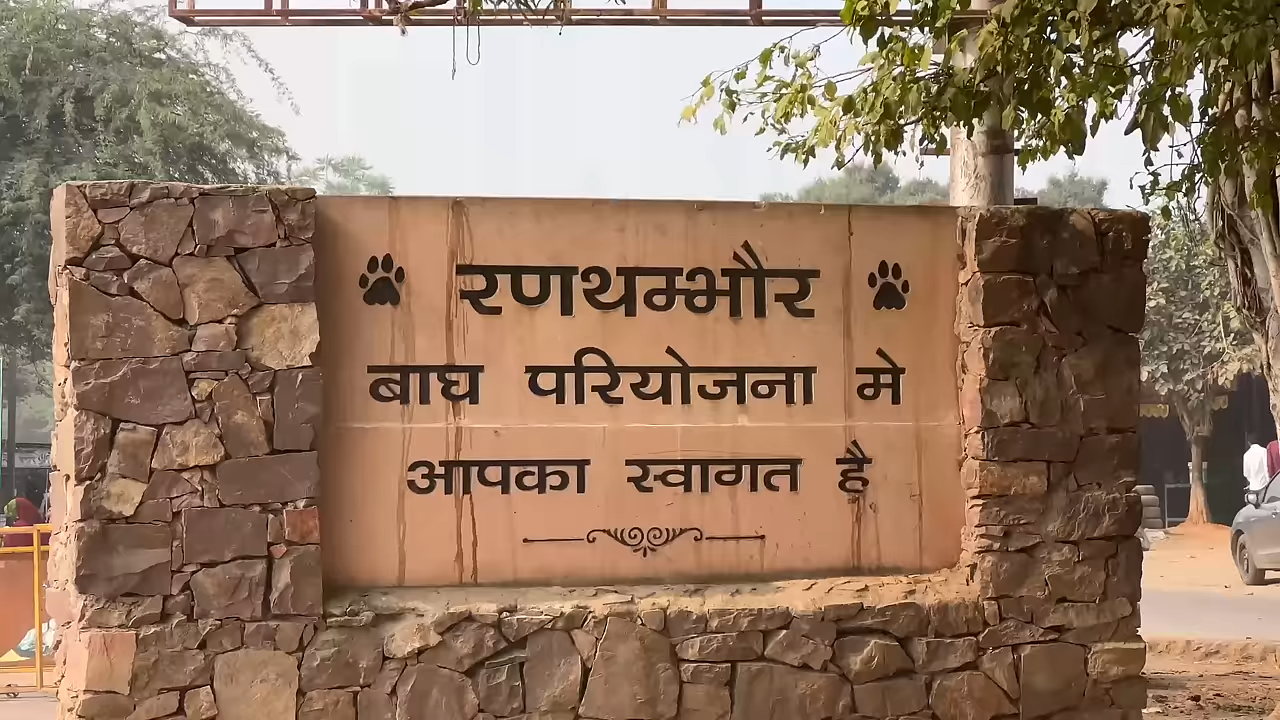 रणथम्भौर
बाघ परियोजना मे
आपका स्वागत है